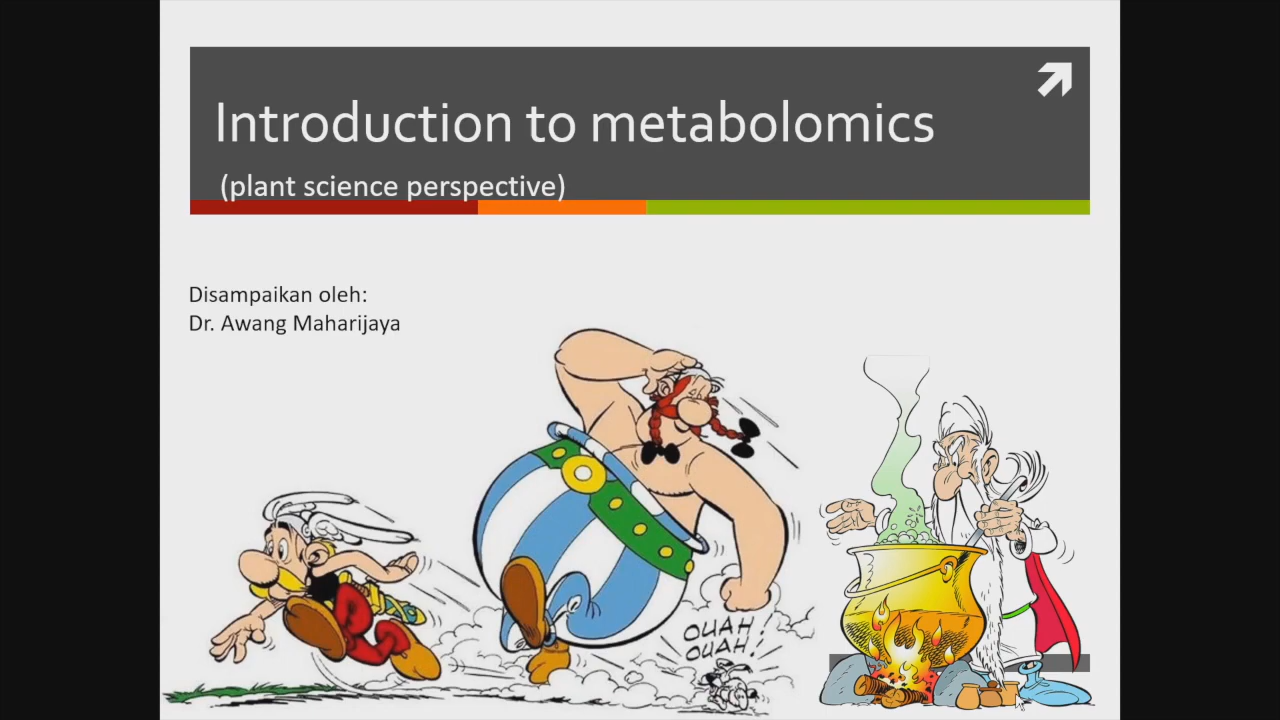 Introduction to metabolomics
(plant science perspective)
Disampaikan oleh:
Dr. Awang Maharijaya
OUAH!
OUAH!